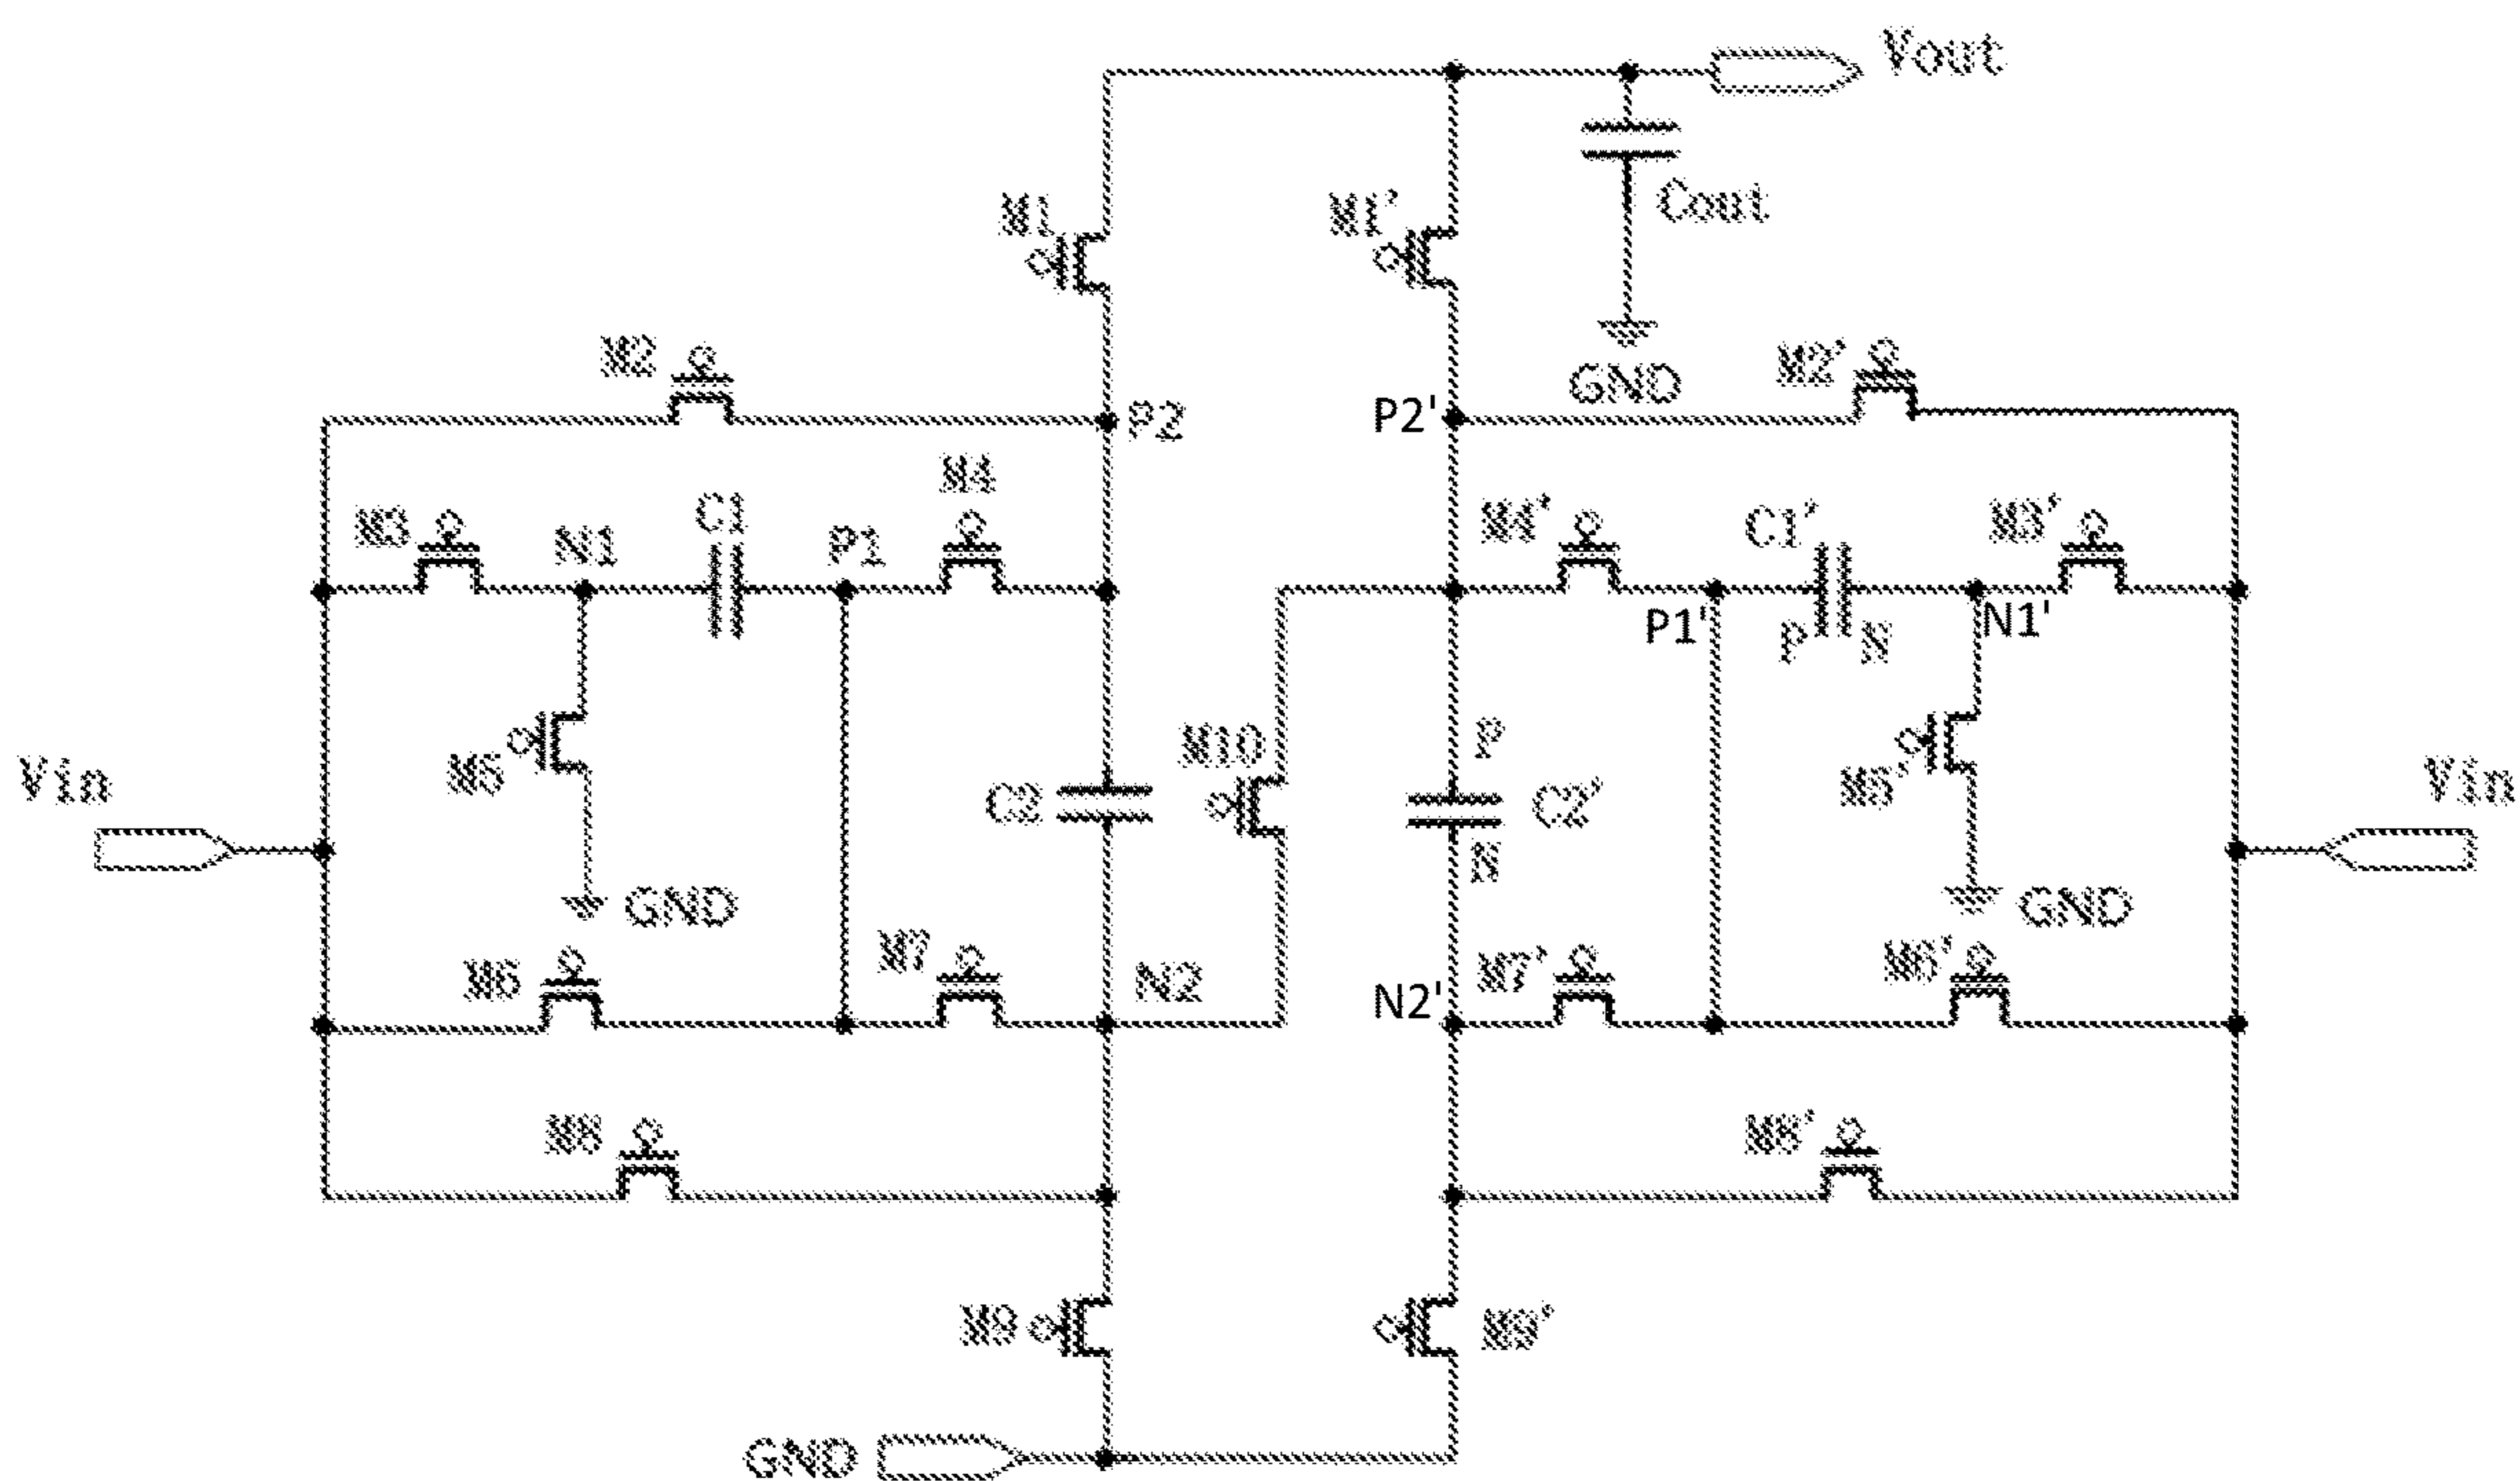 Vout
M1
M1'
Cout
M2
GND
M2'
P2
P2'
M4
C1
M3
N1
P1
M4'
C1'
M3'
P1'
P
N
N1'
M5
M10
P
C2
C2'
M5'
Vin
Vin
N
GND
GND
M6
M7
N2
N2'
M7'
M6'
M8
M8'
M9
M9'
GND